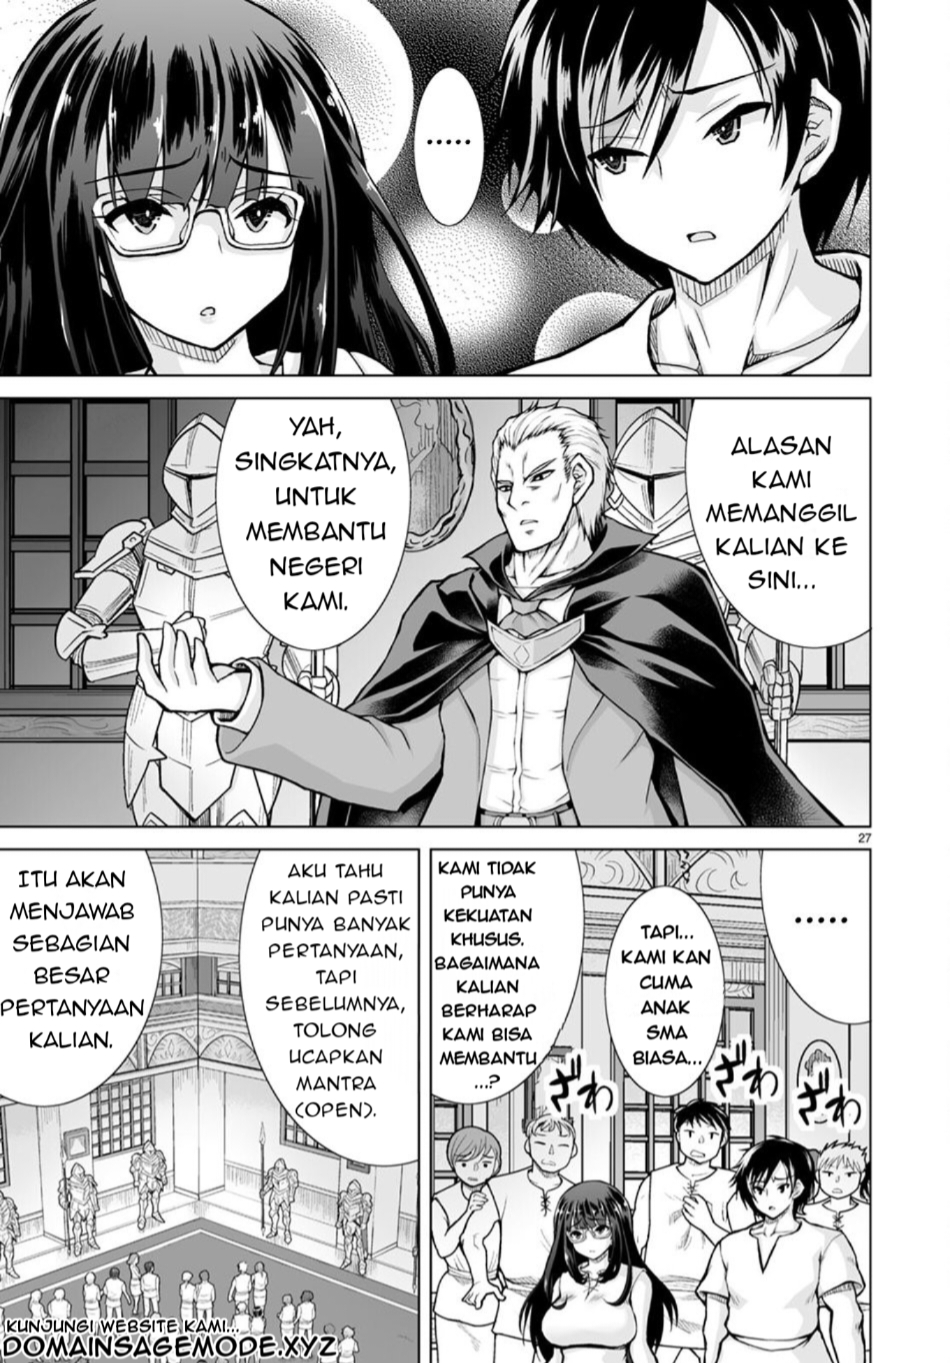 .....
ALASAN
KAMI
MEMANGGIL
KALIAN KE
SINI...
YAH,
SINGKATNYA,
UNTUK
MEMBANTU
NEGERI
KAMI.
27
.....
TAPI...
KAMI KAN
CUMA
ANAK
SMA
BIASA...
KAMI TIDAK
PUNYA
KEKUATAN
KHUSUS.
BAGAIMANA
KALIAN
BERHARAP
KAMI BISA
MEMBANTU
...?
ざわ
ざわ
ざわ
AKU TAHU
KALIAN PASTI
PUNYA BANYAK
PERTANYAAN,
TAPI
SEBELUMNYA,
TOLONG
UCAPKAN
MANTRA
(OPEN).
ITU AKAN
MENJAWAB
SEBAGIAN
BESAR
PERTANYAAN
KALIAN.
KUNJUNGI WEBSITE KAMI...
DOMAINSAGEMODE.XYZ